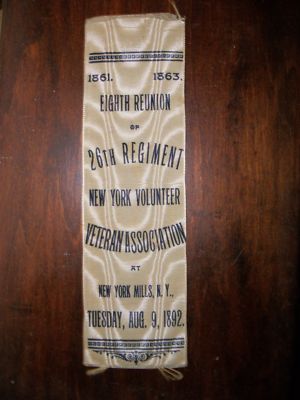 1861. 1863.
EIGHTH REUNION
OF
26TH REGIMENT
NEW YORK VOLUNTEER
VETERAN ASSOCIATION
AT
NEW YORK MILLS, N.Y.,
TUESDAY, AUG. 9, 1892.